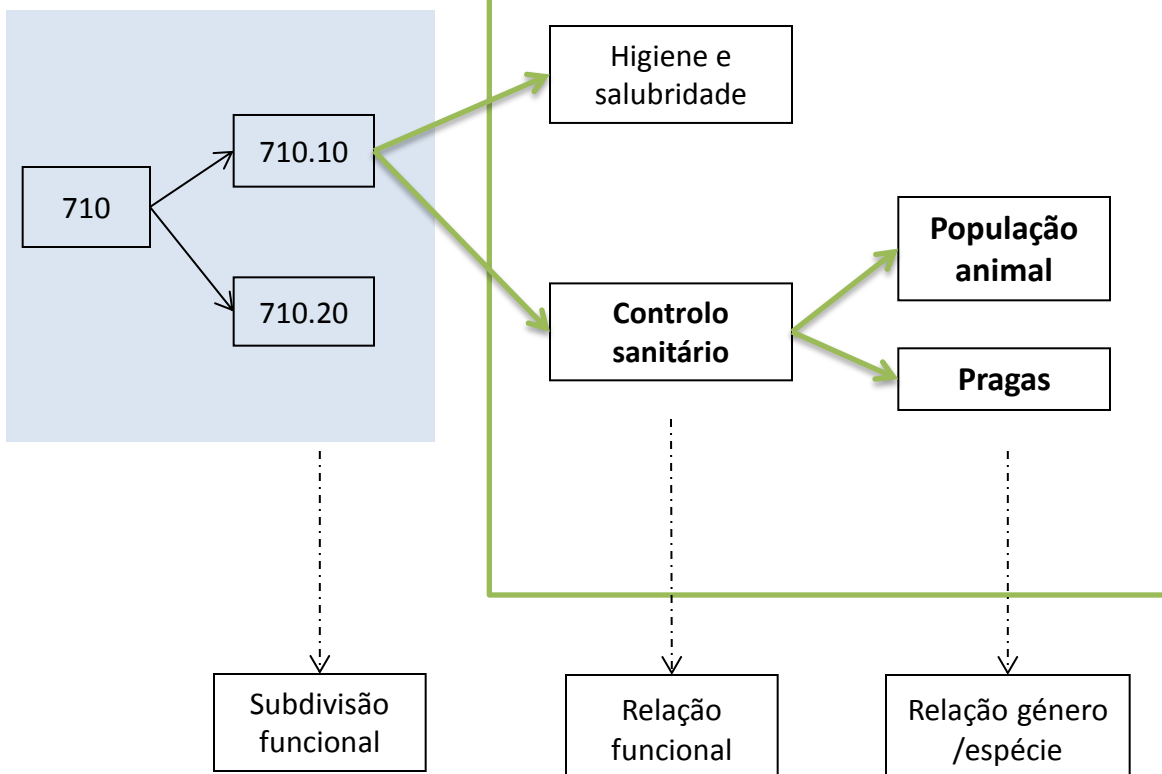 Higiene e
salubridade
710.10
710
População
animal
710.20
Controlo
sanitário
Pragas
Subdivisão
funcional
Relação
funcional
Relação género
/espécie